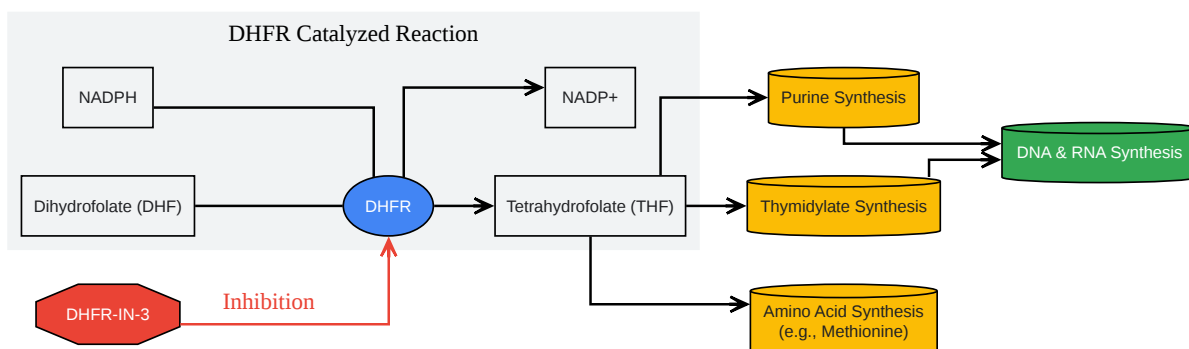 DHFR Catalyzed Reaction
NADPH
NADP+
Purine Synthesis
DNA & RNA Synthesis
Dihydrofolate (DHF)
DHFR
Tetrahydrofolate (THF)
Thymidylate Synthesis
DHFR-IN-3
Inhibition
Amino Acid Synthesis
(e.g., Methionine)